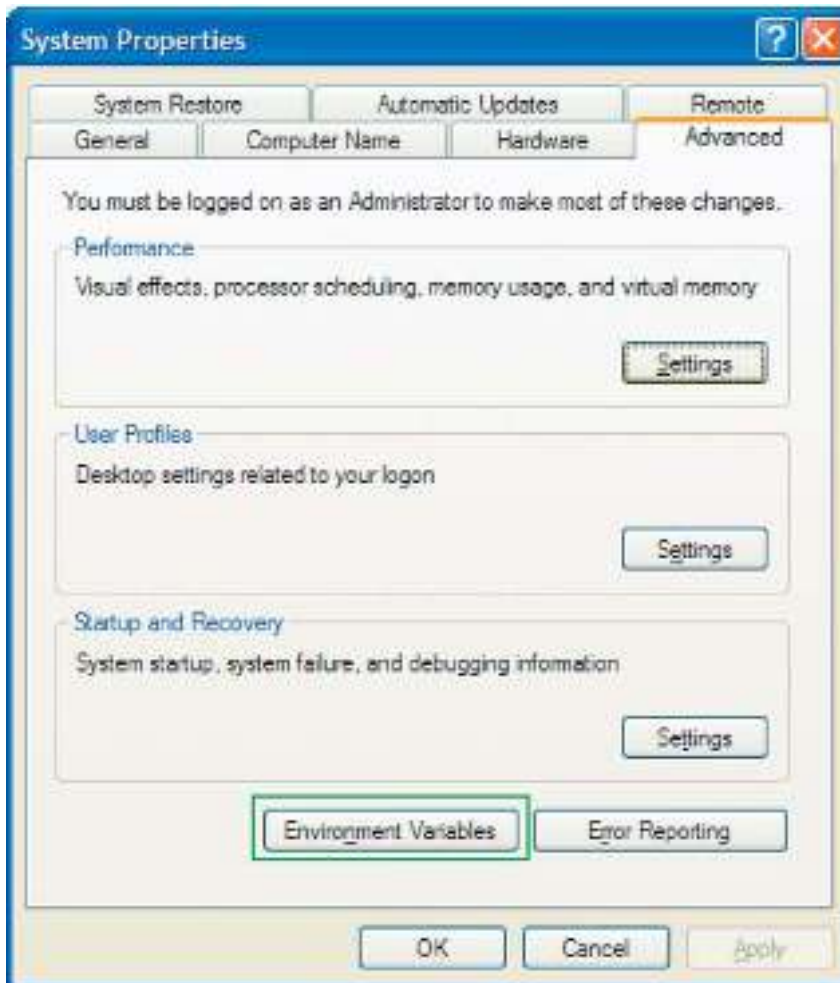 System Properties
System Restore Automatic Updates Remote
General Computer Name Hardware Advanced
You must be logged on as an Administrator to make most of these changes.
Performance
Visual effects, processor scheduling, memory usage, and virtual memory
Settings
User Profiles
Desktop settings related to your logon
Settings
Startup and Recovery
System startup, system failure, and debugging information
Settings
Environment Variables Error Reporting
OK Cancel Apply